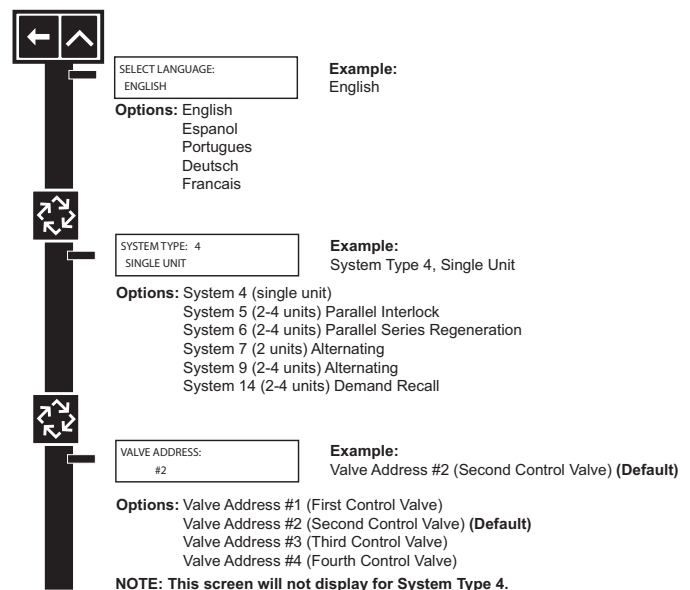 SELECT LANGUAGE:
ENGLISH
Example:
English
Options: English
Espanol
Portugues
Deutsch
Francais
SYSTEM TYPE: 4
SINGLE UNIT
Example:
System Type 4, Single Unit
Options: System 4 (single unit)
System 5 (2-4 units) Parallel Interlock
System 6 (2-4 units) Parallel Series Regeneration
System 7 (2 units) Alternating
System 9 (2-4 units) Alternating
System 14 (2-4 units) Demand Recall
VALVE ADDRESS:
#2
Example:
Valve Address #2 (Second Control Valve) (Default)
Options: Valve Address #1 (First Control Valve)
Valve Address #2 (Second Control Valve) (Default)
Valve Address #3 (Third Control Valve)
Valve Address #4 (Fourth Control Valve)
NOTE: This screen will not display for System Type 4.